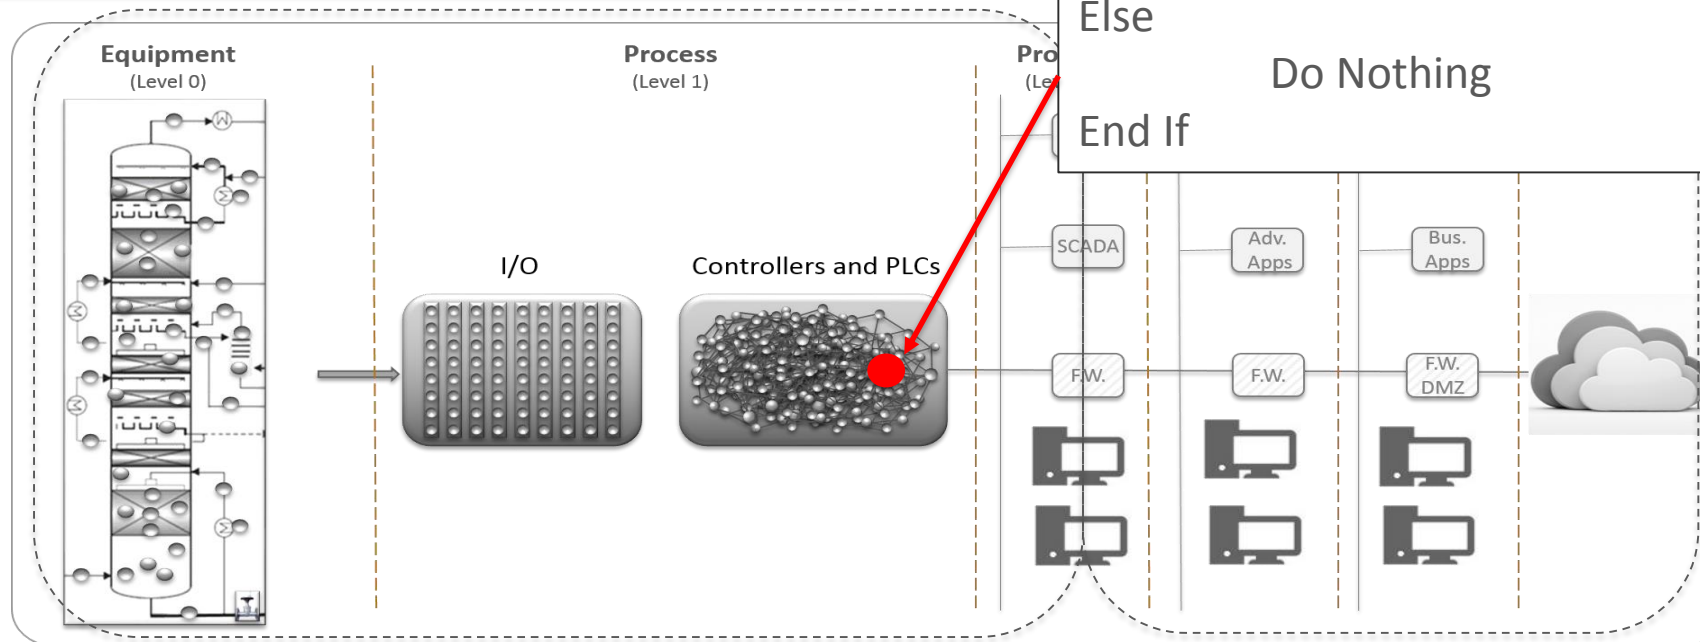 Else
Do Nothing
End If
Equipment
(Level 0)
Process
(Level 1)
I/O
Controllers and PLCs
SCADA
Adv.
Apps
Bus.
Apps
F.W.
F.W.
F.W.
DMZ